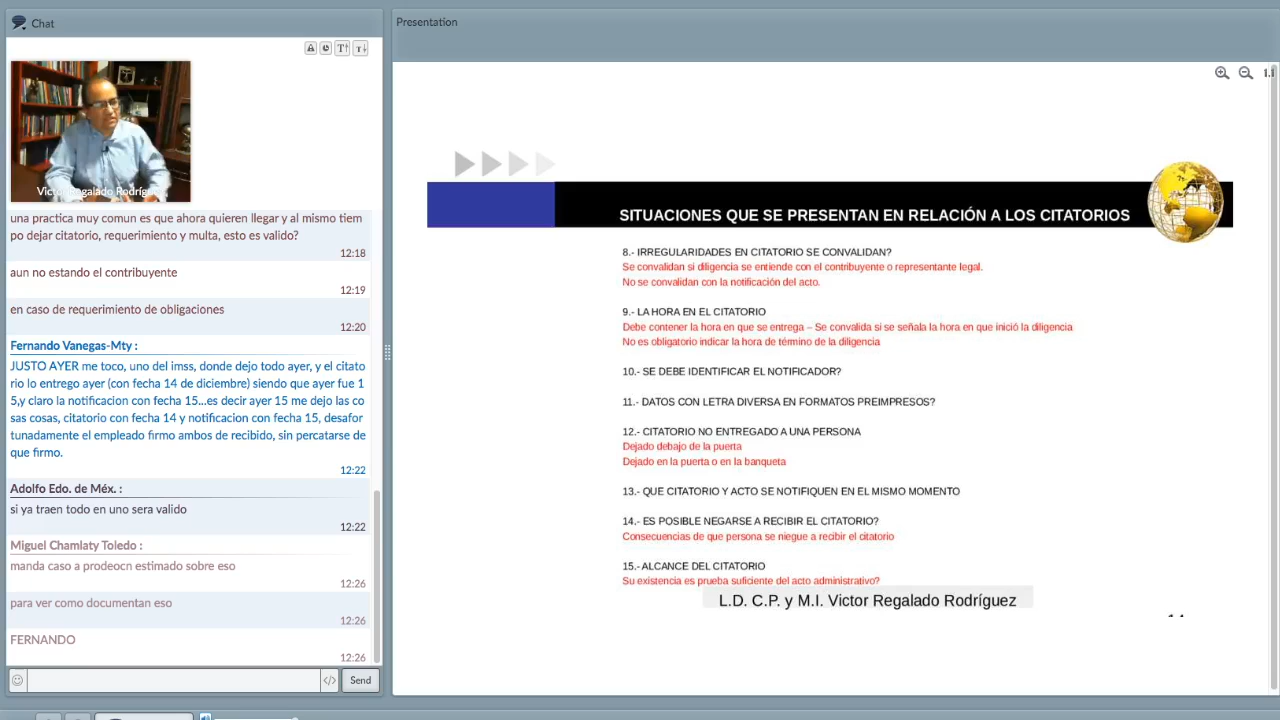 Chat
Victor Regalado Rodríguez
una practica muy comun es que ahora quieren llegar y al mismo tiem
po dejar citatorio, requerimiento y multa, esto es valido?
12:18
aun no estando el contribuyente
12:19
en caso de requerimiento de obligaciones
12:20
Fernando Vanegas-Mty :
JUSTO AYER me toco, uno del imss, donde dejo todo ayer, y el citato
rio lo entrego ayer (con fecha 14 de diciembre) siendo que ayer fue 1
5,y claro la notificacion con fecha 15...es decir ayer 15 me dejo las co
sas cosas, citatorio con fecha 14 y notificacion con fecha 15, desafor
tunadamente el empleado firmo ambos de recibido, sin percatarse de
que firmo.
12:22
Adolfo Edo. de Méx. :
si ya traen todo en uno sera valido
12:22
Miguel Chamlaty Toledo :
manda caso a prodeocn estimado sobre eso
12:26
para ver como documentan eso
12:26
FERNANDO
12:26
Send
Presentation
SITUACIONES QUE SE PRESENTAN EN RELACIÓN A LOS CITATORIOS
8.- IRREGULARIDADES EN CITATORIO SE CONVALIDAN?
Se convalidan si diligencia se entiende con el contribuyente o representante legal.
No se convalidan con la notificación del acto.
9.- LA HORA EN EL CITATORIO
Debe contener la hora en que se entrega – Se convalida si se señala la hora en que inició la diligencia
No es obligatorio indicar la hora de término de la diligencia
10.- SE DEBE IDENTIFICAR EL NOTIFICADOR?
11.- DATOS CON LETRA DIVERSA EN FORMATOS PREIMPRESOS?
12.- CITATORIO NO ENTREGADO A UNA PERSONA
Dejado debajo de la puerta
Dejado en la puerta o en la banqueta
13.- QUE CITATORIO Y ACTO SE NOTIFIQUEN EN EL MISMO MOMENTO
14.- ES POSIBLE NEGARSE A RECIBIR EL CITATORIO?
Consecuencias de que persona se niegue a recibir el citatorio
15.- ALCANCE DEL CITATORIO
Su existencia es prueba suficiente del acto administrativo?
L.D. C.P. y M.I. Victor Regalado Rodríguez